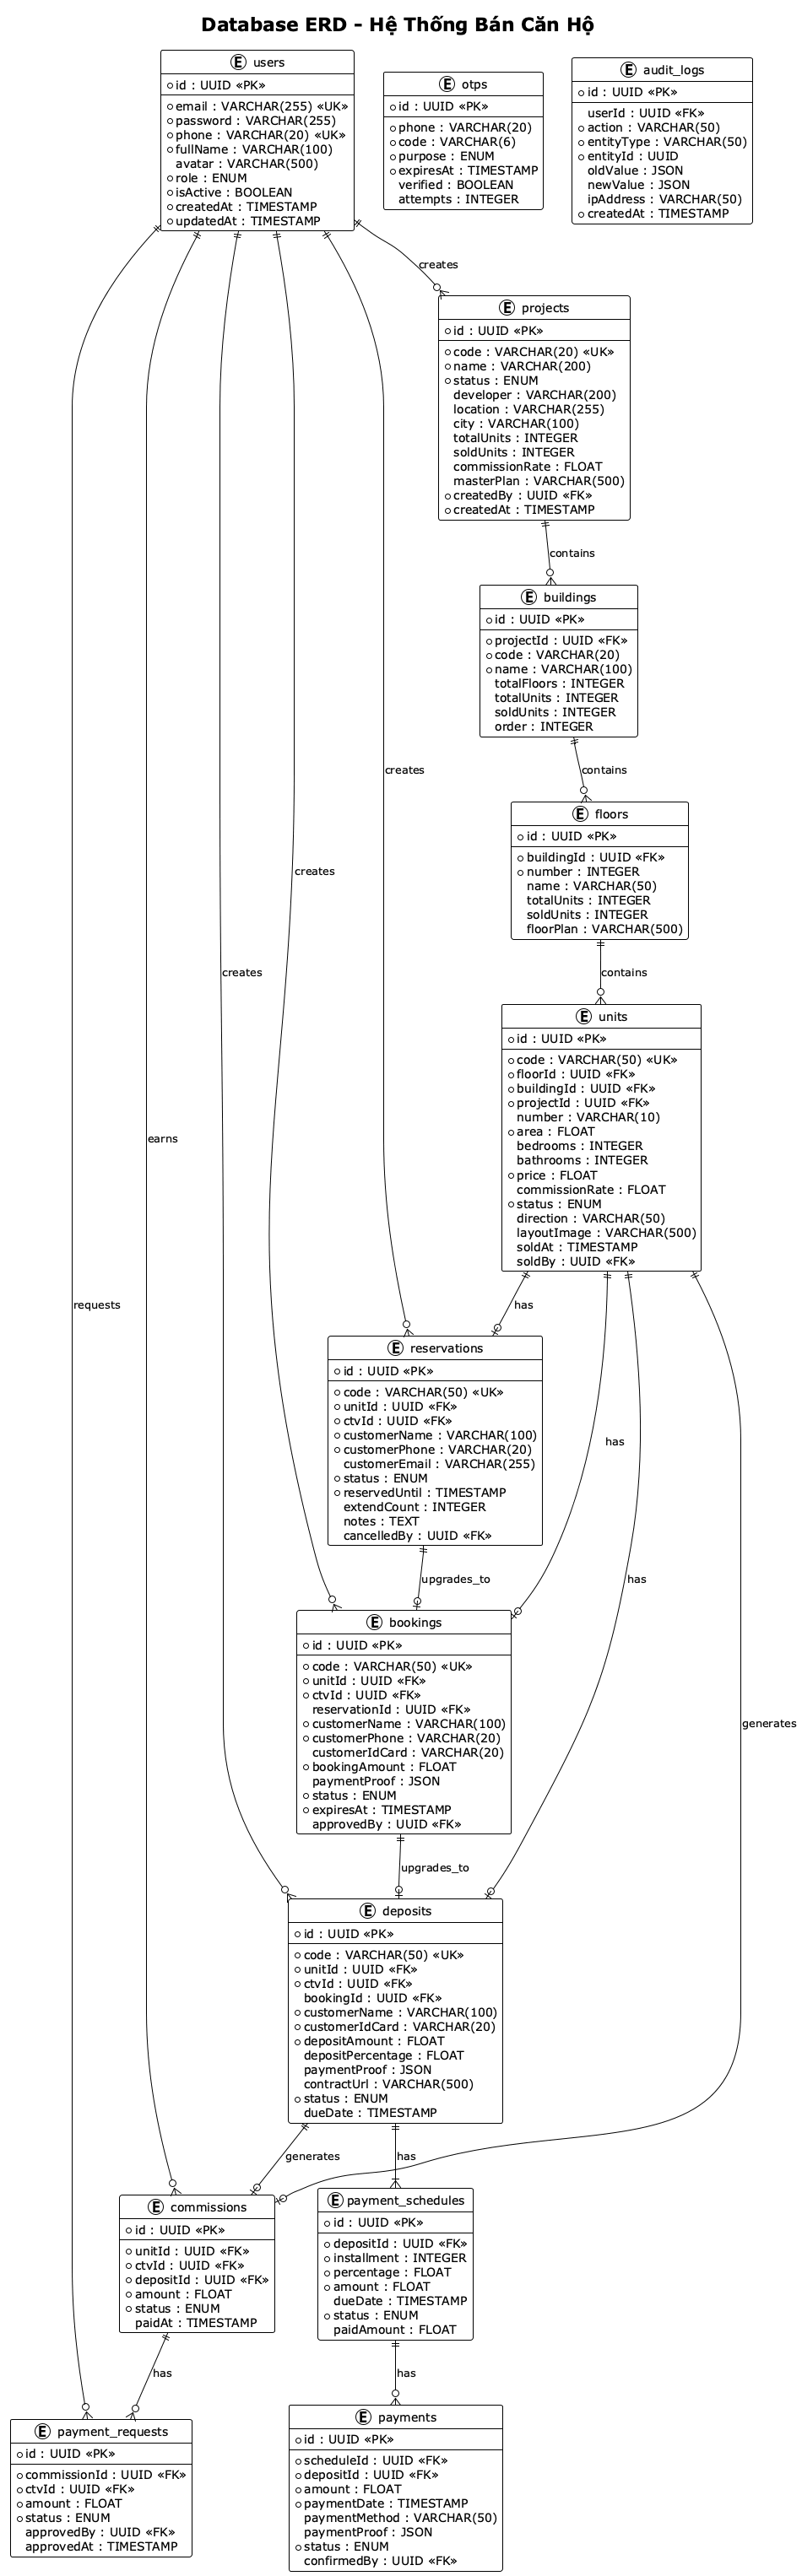 Database ERD - Hệ Thống Bán Căn Hộ
E users
id : UUID «PK»
email : VARCHAR(255) «UK»
password : VARCHAR(255)
phone : VARCHAR(20) «UK»
fullName : VARCHAR(100)
avatar : VARCHAR(500)
role : ENUM
isActive : BOOLEAN
createdAt : TIMESTAMP
updatedAt : TIMESTAMP
E otps
id : UUID «PK»
phone : VARCHAR(20)
code : VARCHAR(6)
purpose : ENUM
expiresAt : TIMESTAMP
verified : BOOLEAN
attempts : INTEGER
E audit_logs
id : UUID «PK»
userId : UUID «FK»
action : VARCHAR(50)
entityType : VARCHAR(50)
entityId : UUID
oldValue : JSON
newValue : JSON
ipAddress : VARCHAR(50)
createdAt : TIMESTAMP
creates
E projects
id : UUID «PK»
code : VARCHAR(20) «UK»
name : VARCHAR(200)
status : ENUM
developer : VARCHAR(200)
location : VARCHAR(255)
city : VARCHAR(100)
totalUnits : INTEGER
soldUnits : INTEGER
commissionRate : FLOAT
masterPlan : VARCHAR(500)
createdBy : UUID «FK»
createdAt : TIMESTAMP
contains
E buildings
id : UUID «PK»
projectId : UUID «FK»
code : VARCHAR(20)
name : VARCHAR(100)
totalFloors : INTEGER
totalUnits : INTEGER
soldUnits : INTEGER
order : INTEGER
creates
contains
E floors
id : UUID «PK»
buildingId : UUID «FK»
number : INTEGER
name : VARCHAR(50)
totalUnits : INTEGER
soldUnits : INTEGER
floorPlan : VARCHAR(500)
creates
creates
contains
E units
id : UUID «PK»
code : VARCHAR(50) «UK»
floorId : UUID «FK»
buildingId : UUID «FK»
projectId : UUID «FK»
number : VARCHAR(10)
area : FLOAT
bedrooms : INTEGER
bathrooms : INTEGER
price : FLOAT
commissionRate : FLOAT
status : ENUM
direction : VARCHAR(50)
layoutImage : VARCHAR(500)
soldAt : TIMESTAMP
soldBy : UUID «FK»
earns
requests
has
E reservations
id : UUID «PK»
code : VARCHAR(50) «UK»
unitId : UUID «FK»
ctvId : UUID «FK»
customerName : VARCHAR(100)
customerPhone : VARCHAR(20)
customerEmail : VARCHAR(255)
status : ENUM
reservedUntil : TIMESTAMP
extendCount : INTEGER
notes : TEXT
cancelledBy : UUID «FK»
has
upgrades_to
has
E bookings
id : UUID «PK»
code : VARCHAR(50) «UK»
unitId : UUID «FK»
ctvId : UUID «FK»
reservationId : UUID «FK»
customerName : VARCHAR(100)
customerPhone : VARCHAR(20)
customerIdCard : VARCHAR(20)
bookingAmount : FLOAT
paymentProof : JSON
status : ENUM
expiresAt : TIMESTAMP
approvedBy : UUID «FK»
generates
upgrades_to
E deposits
id : UUID «PK»
code : VARCHAR(50) «UK»
unitId : UUID «FK»
ctvId : UUID «FK»
bookingId : UUID «FK»
customerName : VARCHAR(100)
customerIdCard : VARCHAR(20)
depositAmount : FLOAT
depositPercentage : FLOAT
paymentProof : JSON
contractUrl : VARCHAR(500)
status : ENUM
dueDate : TIMESTAMP
generates
has
E commissions
id : UUID «PK»
unitId : UUID «FK»
ctvId : UUID «FK»
depositId : UUID «FK»
amount : FLOAT
status : ENUM
paidAt : TIMESTAMP
E payment_schedules
id : UUID «PK»
depositId : UUID «FK»
installment : INTEGER
percentage : FLOAT
amount : FLOAT
dueDate : TIMESTAMP
status : ENUM
paidAmount : FLOAT
has
has
E payment_requests
id : UUID «PK»
commissionId : UUID «FK»
ctvId : UUID «FK»
amount : FLOAT
status : ENUM
approvedBy : UUID «FK»
approvedAt : TIMESTAMP
E payments
id : UUID «PK»
scheduleId : UUID «FK»
depositId : UUID «FK»
amount : FLOAT
paymentDate : TIMESTAMP
paymentMethod : VARCHAR(50)
paymentProof : JSON
status : ENUM
confirmedBy : UUID «FK»